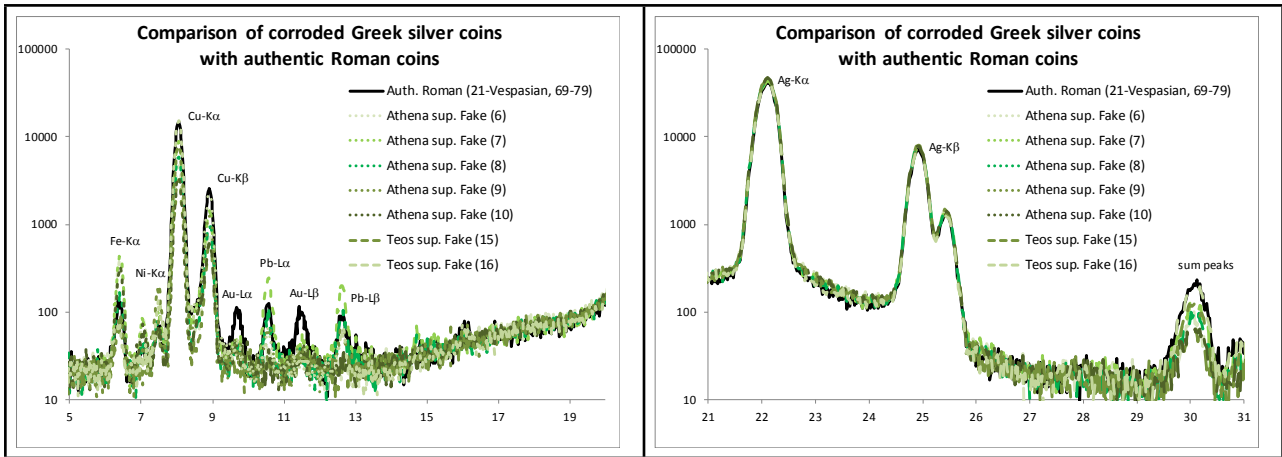 Comparison of corroded Greek silver coins
with authentic Roman coins
100000
10000
1000
100
10
5 7 9 11 13 15 17 19
Fe-Kα
Ni-Kα
Cu-Kα
Cu-Kβ
Au-Lα
Pb-Lα
Au-Lβ
Pb-Lβ
Auth. Roman (21-Vespasian, 69-79)
Athena sup. Fake (6)
Athena sup. Fake (7)
Athena sup. Fake (8)
Athena sup. Fake (9)
Athena sup. Fake (10)
Teos sup. Fake (15)
Teos sup. Fake (16)
Comparison of corroded Greek silver coins
with authentic Roman coins
100000
10000
1000
100
10
21 22 23 24 25 26 27 28 29 30 31
Ag-Kα
Ag-Kβ
sum peaks
Auth. Roman (21-Vespasian, 69-79)
Athena sup. Fake (6)
Athena sup. Fake (7)
Athena sup. Fake (8)
Athena sup. Fake (9)
Athena sup. Fake (10)
Teos sup. Fake (15)
Teos sup. Fake (16)